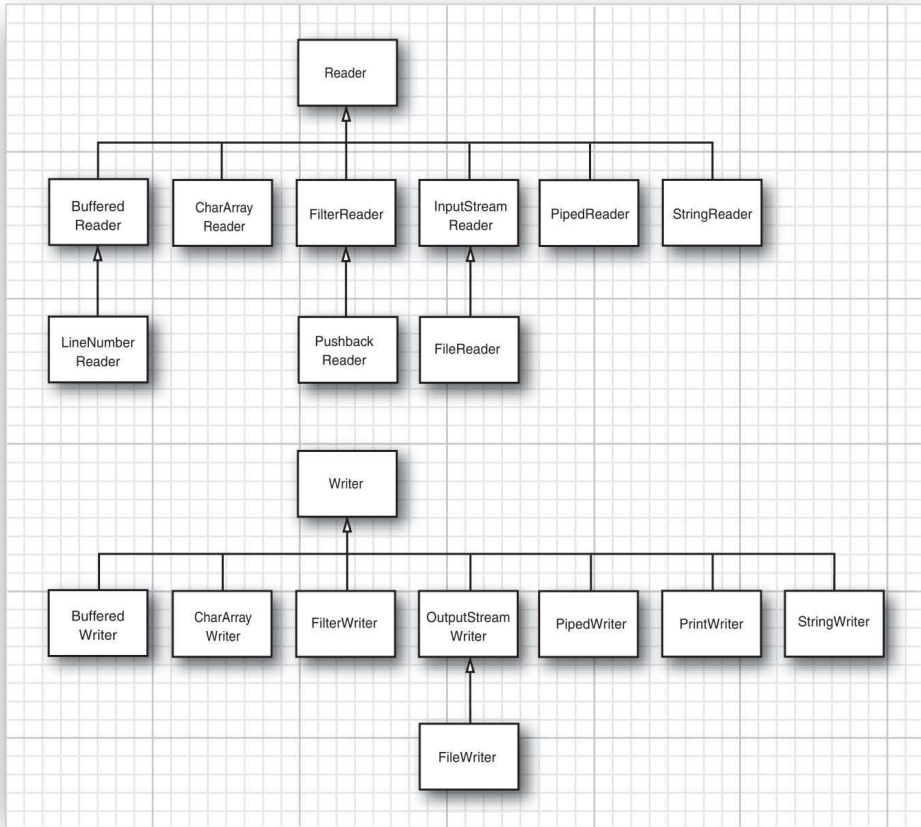 Reader
Buffered
Reader
CharArray
Reader
FilterReader
InputStream
Reader
PipedReader
StringReader
LineNumber
Reader
Pushback
Reader
FileReader
Writer
Buffered
Writer
CharArray
Writer
FilterWriter
OutputStream
Writer
PipedWriter
PrintWriter
StringWriter
FileWriter